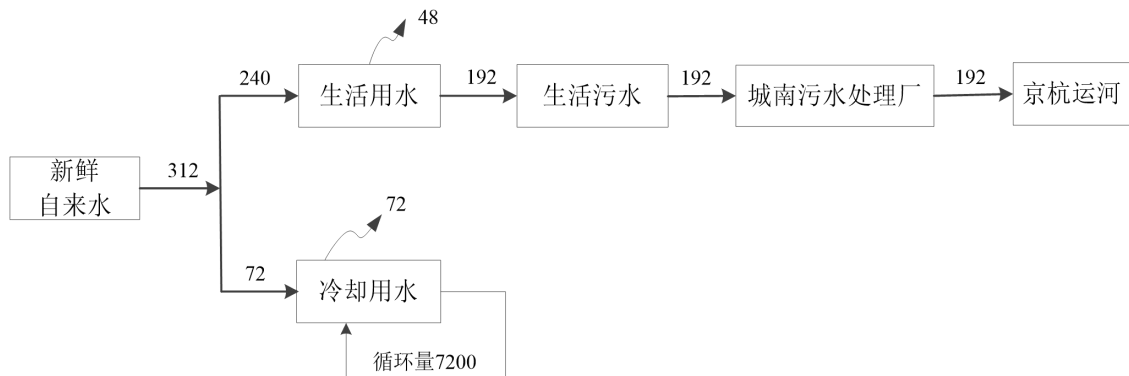 48
240
生活用水
192
生活污水
192
城南污水处理厂
192
京杭运河
新鲜
自来水
312
72
72
冷却用水
循环量7200